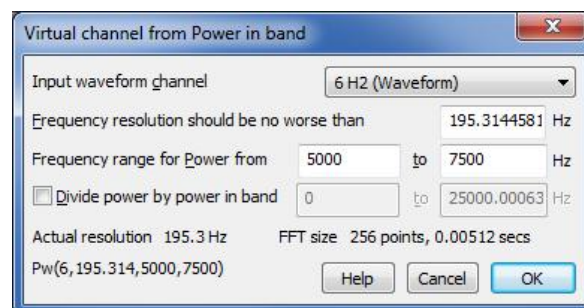 Virtual channel from Power in band
Input waveform channel 6 H2 (Waveform)
Frequency resolution should be no worse than 195.3144581 Hz
Frequency range for Power from 5000 to 7500 Hz
Divide power by power in band 0 to 25000.00063 Hz
Actual resolution 195.3 Hz FFT size 256 points, 0.00512 secs
Pw(6,195.314,5000,7500) Help Cancel OK